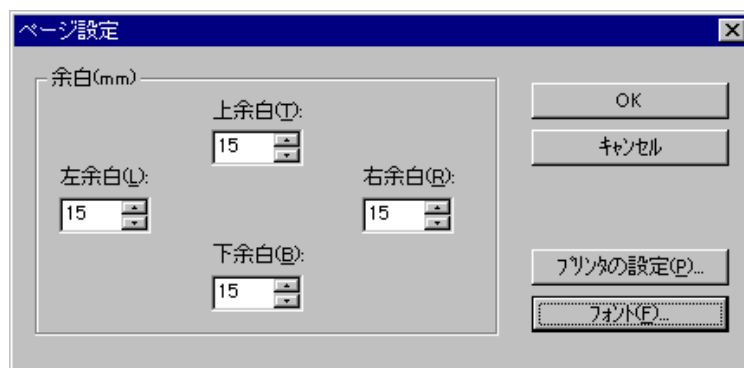 ページ設定
余白(mm)
上余白(T):
15
左余白(L):
15
右余白(R):
15
下余白(B):
15
OK
ｷｬﾝｾﾙ
ﾌﾟﾘﾝﾀの設定(P)...
ﾌｫﾝﾄ(F)...